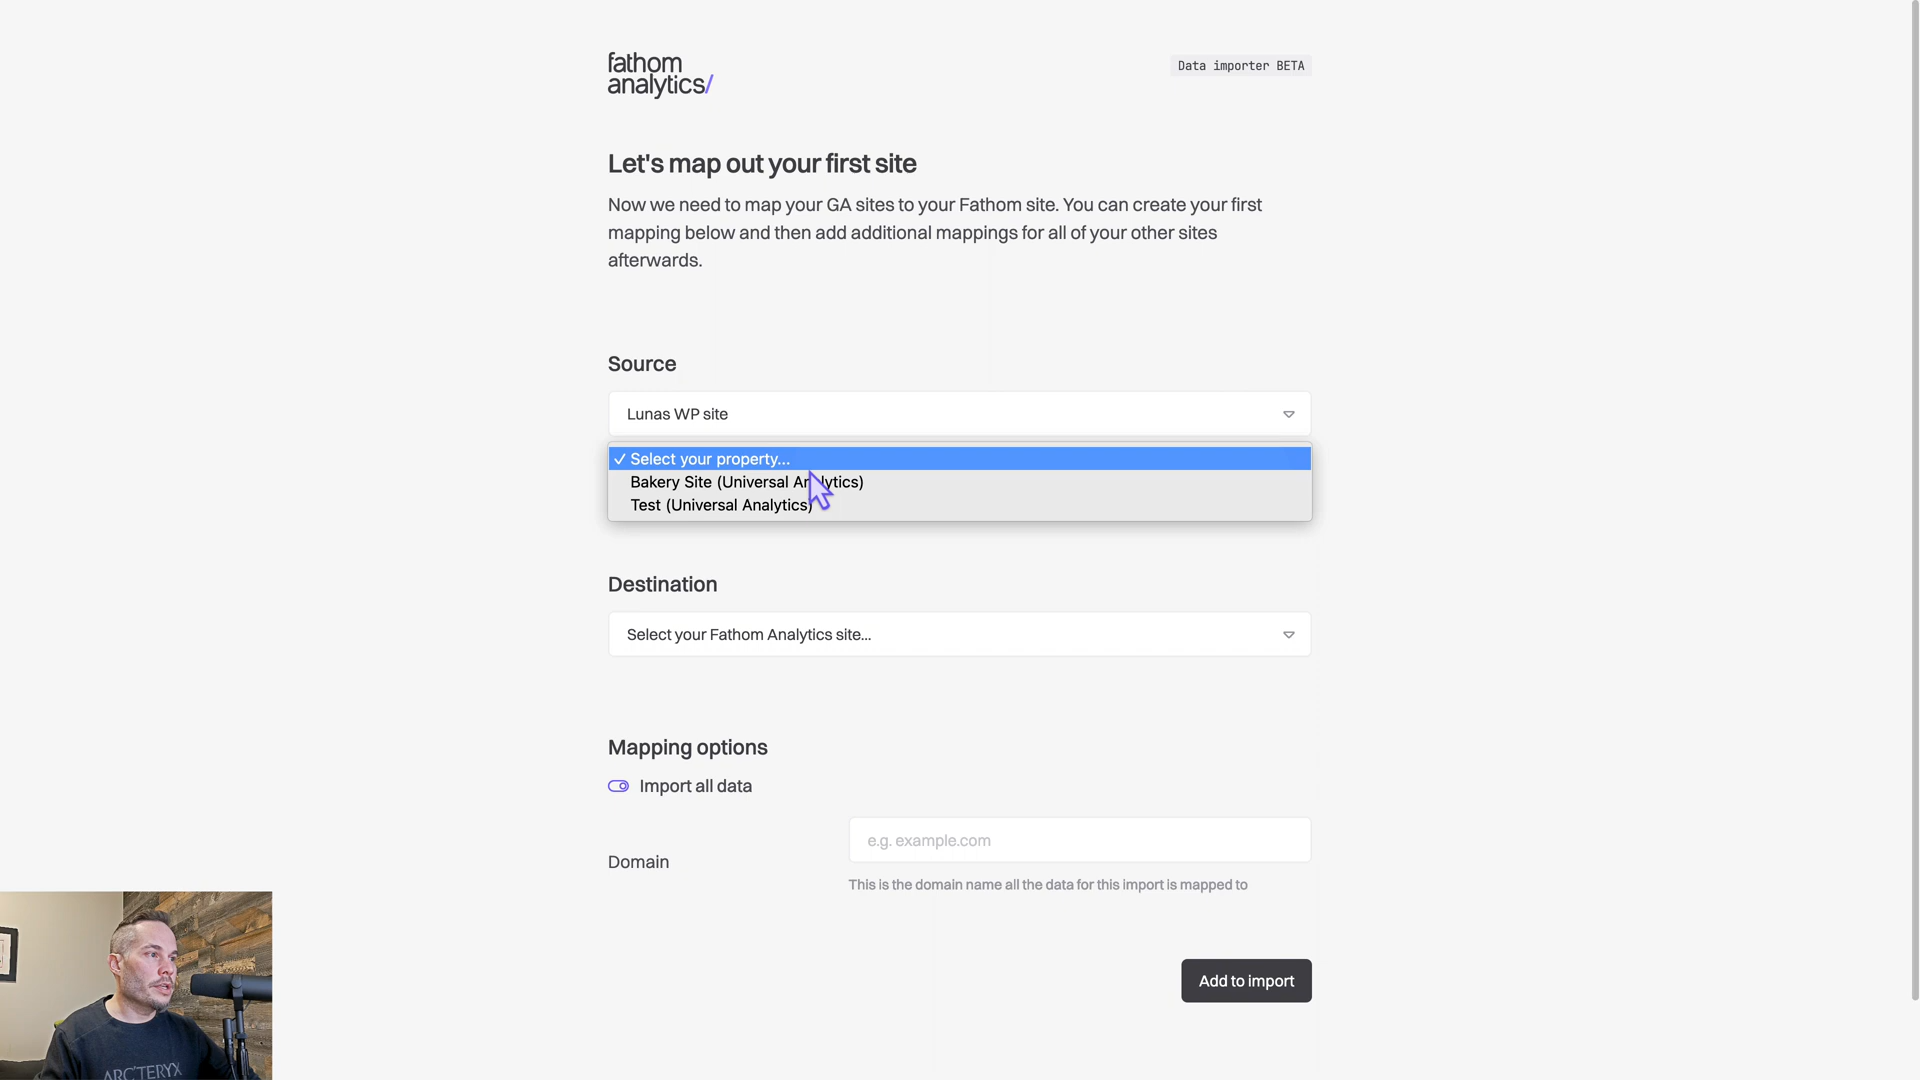 fathom
analytics/
Data importer BETA
Let's map out your first site
Now we need to map your GA sites to your Fathom site. You can create your first
mapping below and then add additional mappings for all of your other sites
afterwards.
Source
Lunas WP site
✓ Select your property...
Bakery Site (Universal Analytics)
Test (Universal Analytics)
Destination
Select your Fathom Analytics site...
Mapping options
Import all data
e.g. example.com
Domain
This is the domain name all the data for this import is mapped to
Add to import
ARC'TERYX